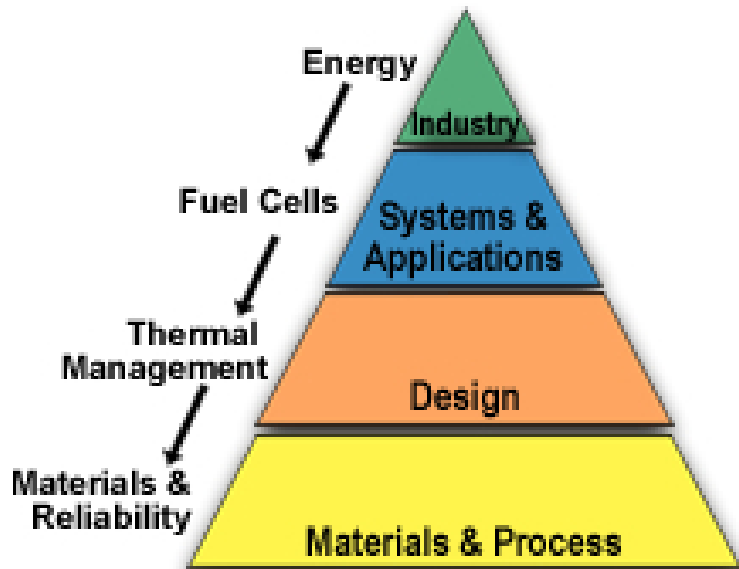 Energy
Industry
Fuel Cells
Systems &
Applications
Thermal
Management
Design
Materials &
Reliability
Materials & Process